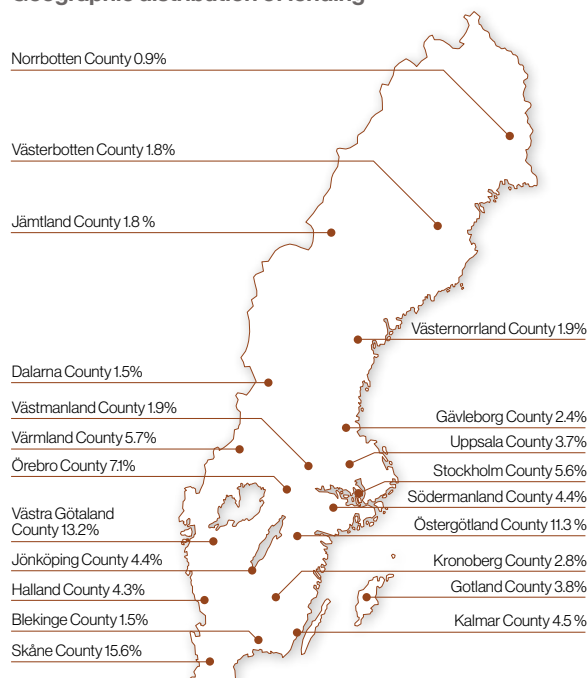 Geographic distribution of lending
Norrbotten County 0.9%
Västerbotten County 1.8%
Jämtland County 1.8 %
Västernorrland County 1.9%
Dalarna County 1.5%
Västmanland County 1.9%
Gävleborg County 2.4%
Värmland County 5.7%
Uppsala County 3.7%
Örebro County 7.1%
Stockholm County 5.6%
Södermanland County 4.4%
Västra Götaland
County 13.2%
Östergötland County 11.3 %
Jönköping County 4.4%
Kronoberg County 2.8%
Halland County 4.3%
Gotland County 3.8%
Blekinge County 1.5%
Kalmar County 4.5 %
Skåne County 15.6%